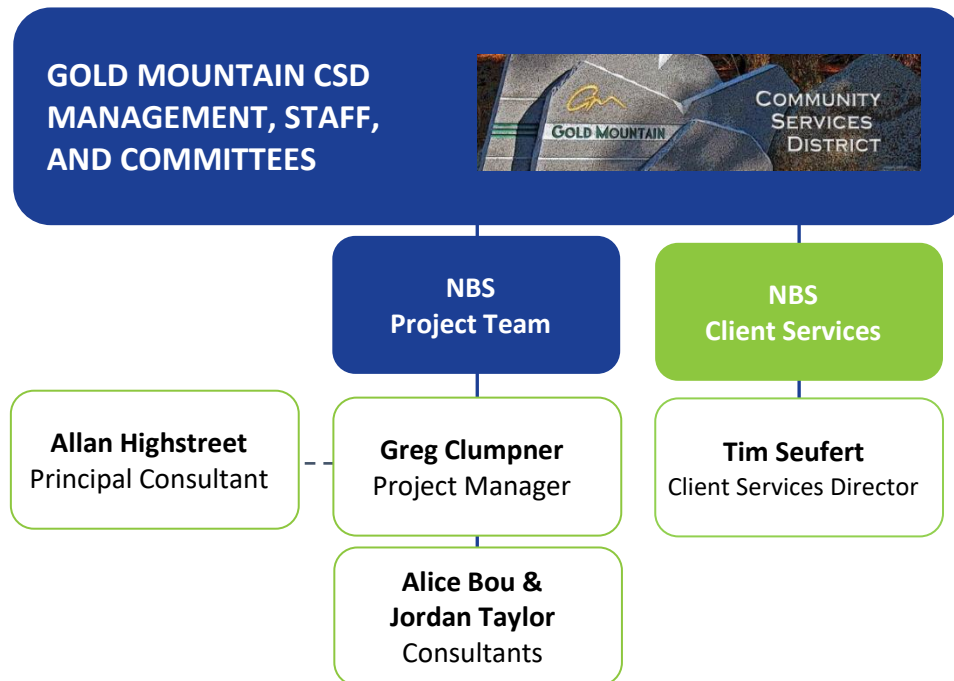 GOLD MOUNTAIN CSD
MANAGEMENT, STAFF,
AND COMMITTEES
GOLD MOUNTAIN
COMMUNITY
SERVICES
DISTRICT
NBS
Project Team
NBS
Client Services
Allan Highstreet
Principal Consultant
Greg Clumpner
Project Manager
Tim Seufert
Client Services Director
Alice Bou &
Jordan Taylor
Consultants